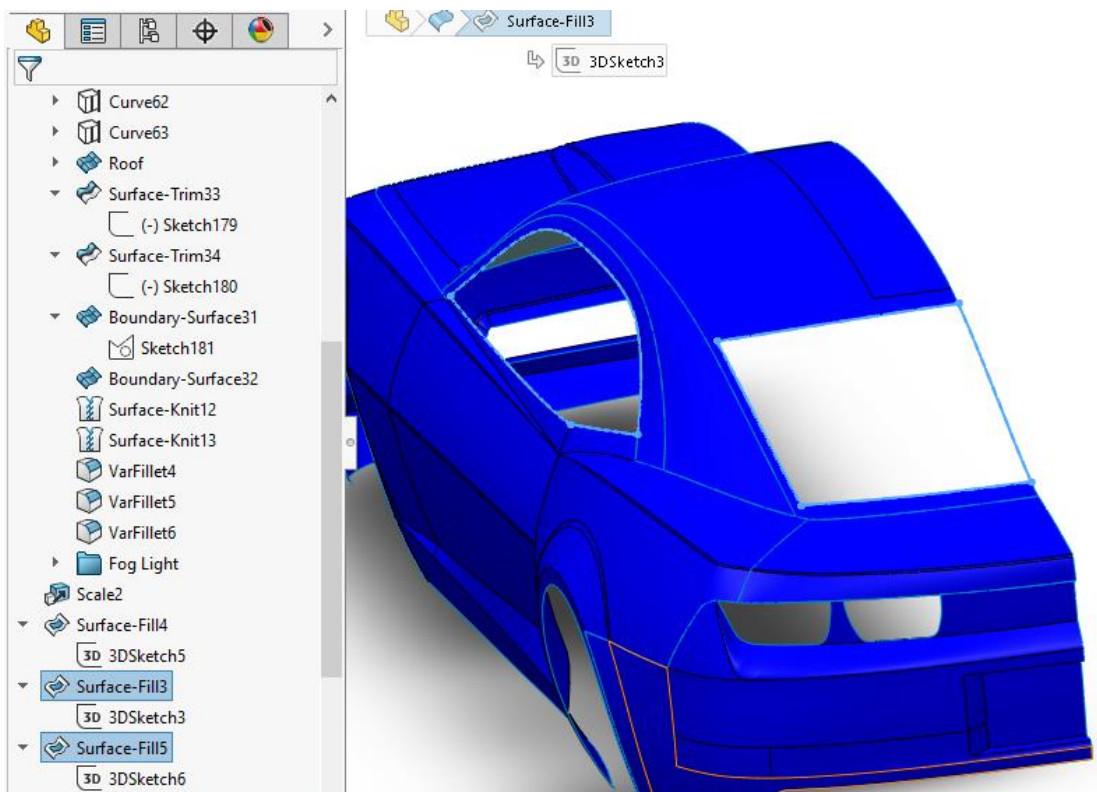 Surface-Fill3
3D 3DSketch3
Curve62
Curve63
Roof
Surface-Trim33
(-) Sketch179
Surface-Trim34
(-) Sketch180
Boundary-Surface31
Sketch181
Boundary-Surface32
Surface-Knit12
Surface-Knit13
VarFillet4
VarFillet5
VarFillet6
Fog Light
Scale2
Surface-Fill4
3D 3DSketch5
Surface-Fill3
3D 3DSketch3
Surface-Fill5
3D 3DSketch6